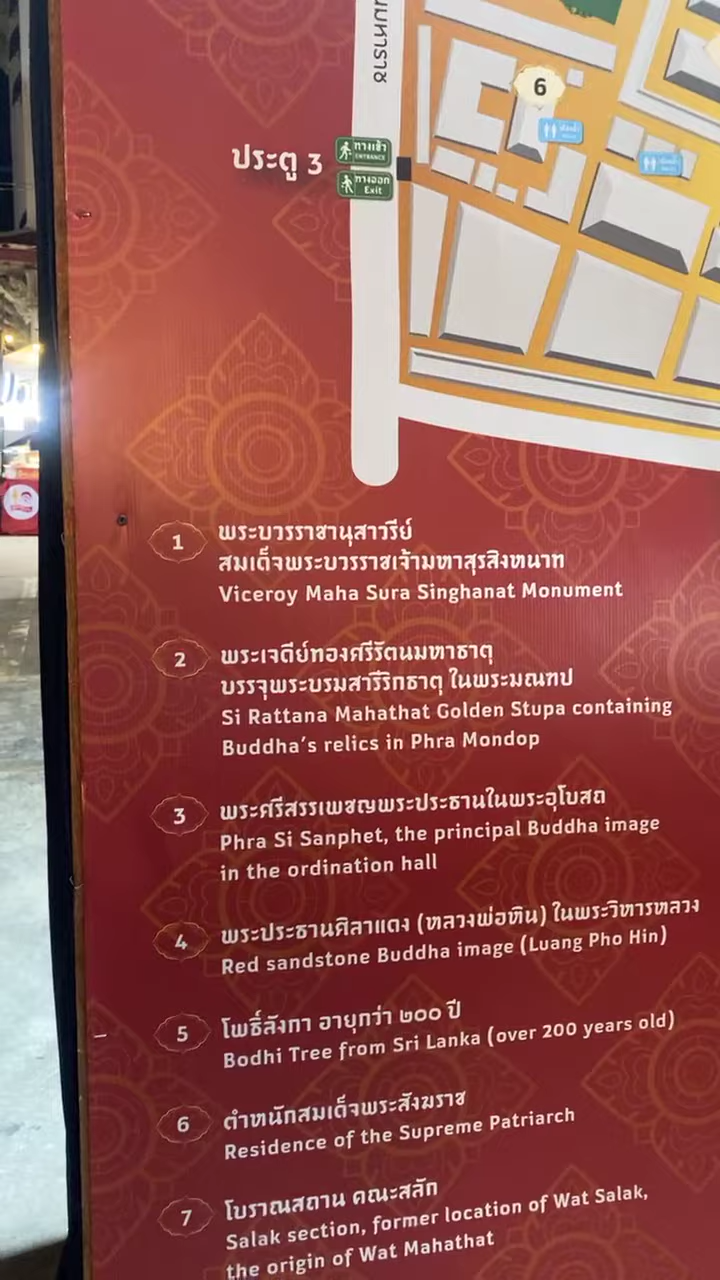 6
ประตู 3
ทางเข้า
ENTRANCE
ทางออก
Exit
1
พระบวรราชานุสาวรีย์
สมเด็จพระบวรราชเจ้ามหาสุรสิงหนาท
Viceroy Maha Sura Singhanat Monument
2
พระเจดีย์ทองศรีรัตนมหาธาตุ
บรรจุพระบรมสารีริกธาตุ ในพระมณฑป
Si Rattana Mahathat Golden Stupa containing
Buddha's relics in Phra Mondop
3
พระศรีสรรเพชญพระประธานในพระอุโบสถ
Phra Si Sanphet, the principal Buddha image
in the ordination hall
4
พระประธานศิลาแดง (หลวงพ่อหิน) ในพระวิหารหลวง
Red sandstone Buddha image (Luang Pho Hin)
5
โพธิ์ลังกา อายุกว่า ๒๐๐ ปี
Bodhi Tree from Sri Lanka (over 200 years old)
6
ตำหนักสมเด็จพระสังฆราช
Residence of the Supreme Patriarch
7
โบราณสถาน คณะสลัก
Salak section, former location of Wat Salak,
the origin of Wat Mahathat